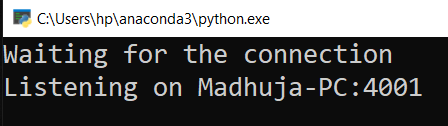 C:\Users\hp\anaconda3\python.exe
Waiting for the connection
Listening on Madhuja-PC:4001